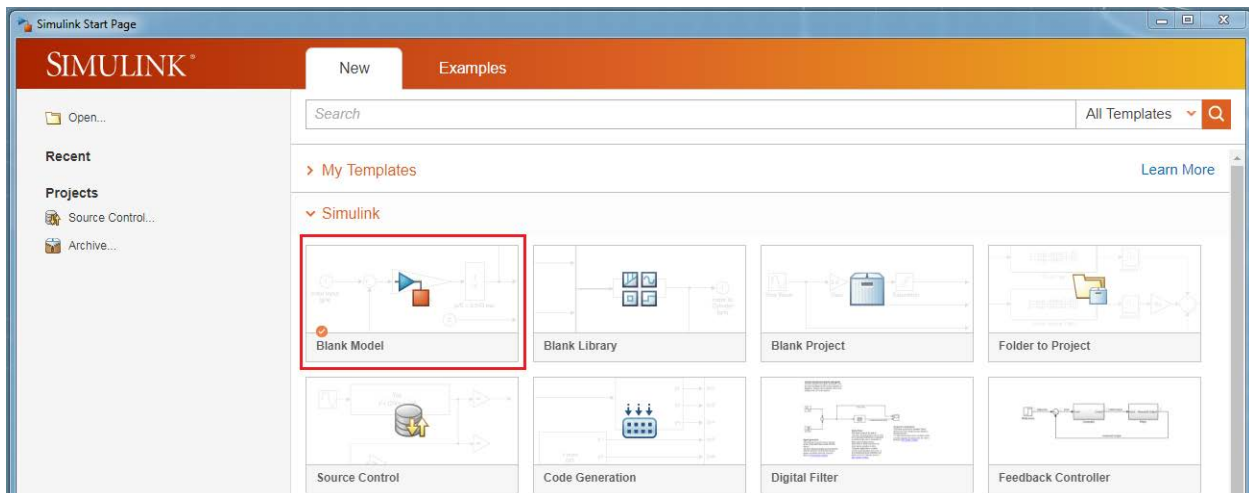 Simulink Start Page
SIMULINK®
New
Examples
Open...
Recent
Projects
Source Control...
Archive...
Search
All Templates
My Templates
Learn More
Simulink
Blank Model
Blank Library
Blank Project
Folder to Project
Source Control
Code Generation
Digital Filter
Feedback Controller